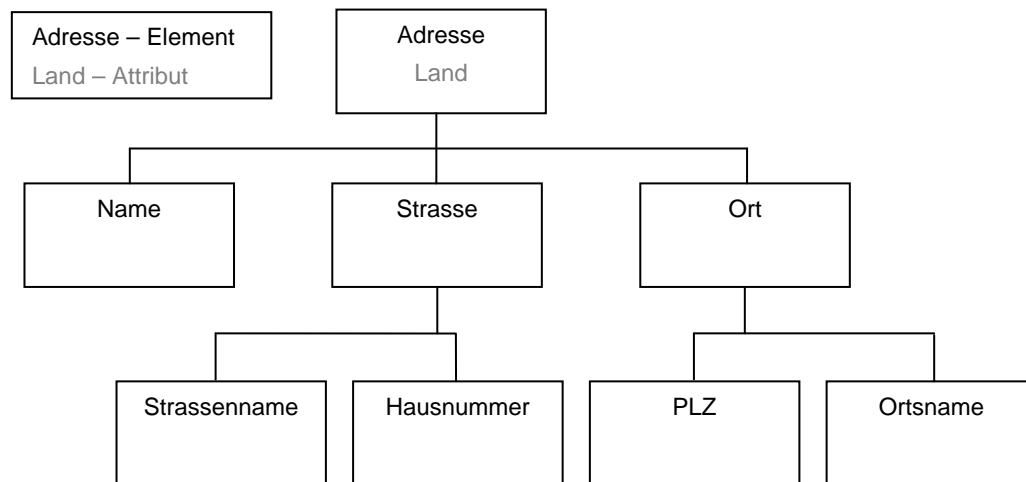 Adresse – Element
Land – Attribut
Adresse
Land
Name
Strasse
Ort
Strassenname
Hausnummer
PLZ
Ortsname